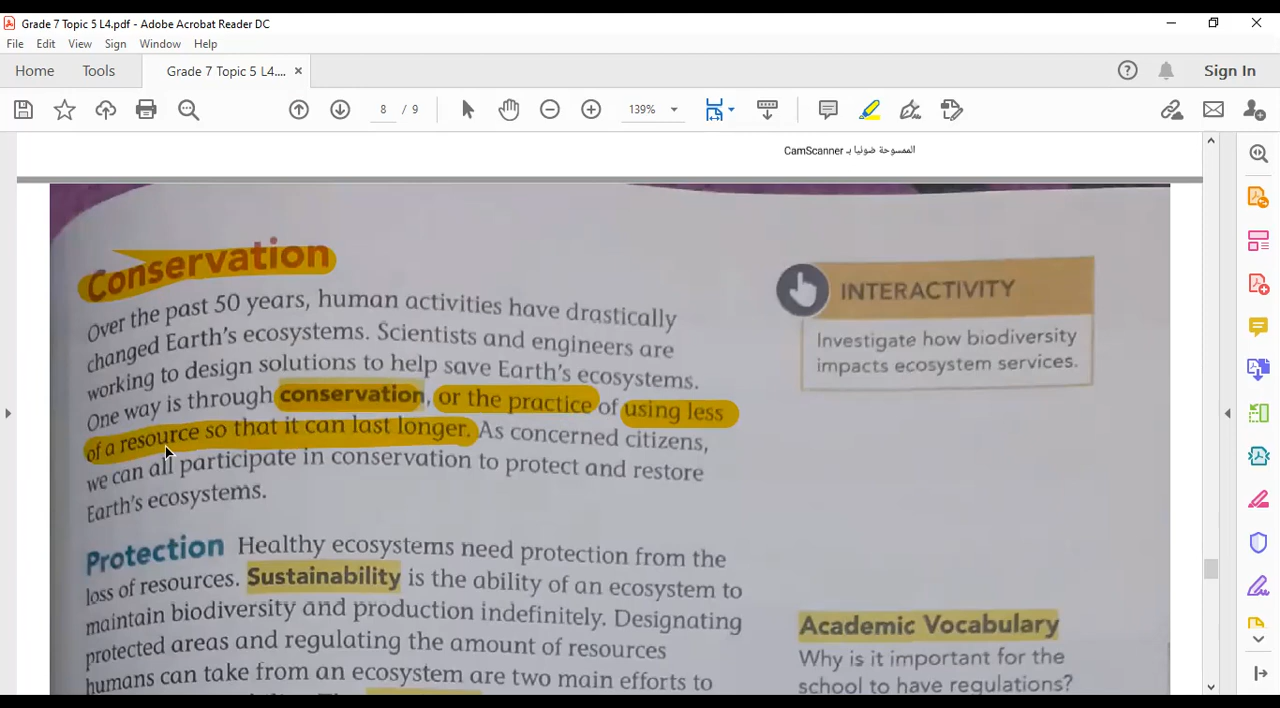 Grade 7 Topic 5 L4.pdf - Adobe Acrobat Reader DC
File Edit View Sign Window Help
Home Tools Grade 7 Topic 5 L4.... × Sign In
8 / 9 139%
الممسوحة ضوئيا بـ CamScanner
Conservation
Over the past 50 years, human activities have drastically
changed Earth's ecosystems. Scientists and engineers are
working to design solutions to help save Earth's ecosystems.
One way is through conservation, or the practice of using less
of a resource so that it can last longer. As concerned citizens,
we can all participate in conservation to protect and restore
Earth's ecosystems.
INTERACTIVITY
Investigate how biodiversity
impacts ecosystem services.
Protection Healthy ecosystems need protection from the
loss of resources. Sustainability is the ability of an ecosystem to
maintain biodiversity and production indefinitely. Designating
protected areas and regulating the amount of resources
humans can take from an ecosystem are two main efforts to
Academic Vocabulary
Why is it important for the
school to have regulations?